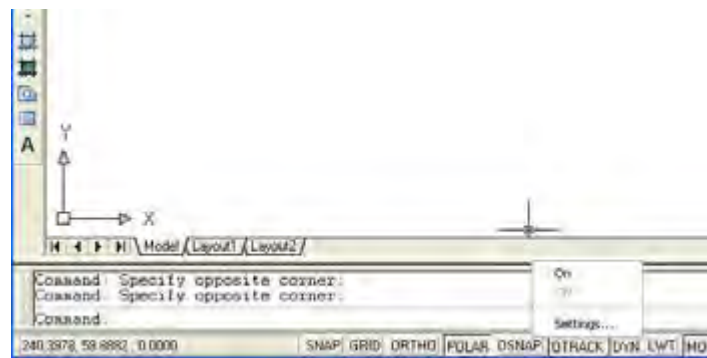 A
Y
X
Model Layout1 Layout2
Command: Specify opposite corner:
Command: Specify opposite corner:
Command:
On
Settings...
240.3978, 59.8882, 0.0000 SNAP GRID ORTHO POLAR OSNAP OTRACK DYN LWT MO